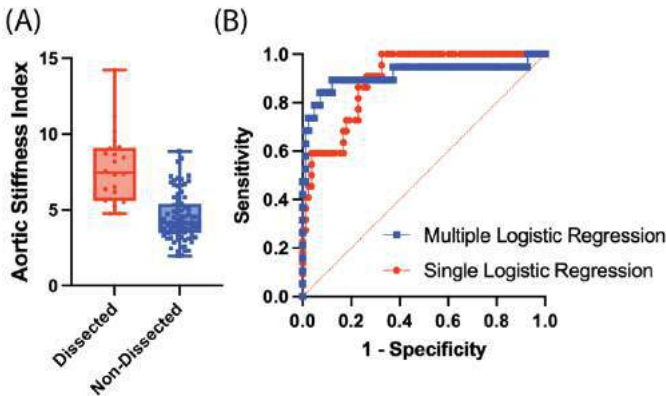 (A)
(B)
Aortic Stiffness Index
15
10
5
0
Dissected
Non-Dissected
Sensitivity
1.0
0.8
0.6
0.4
0.2
0.0
Multiple Logistic Regression
Single Logistic Regression
0.0 0.2 0.4 0.6 0.8 1.0
1 - Specificity